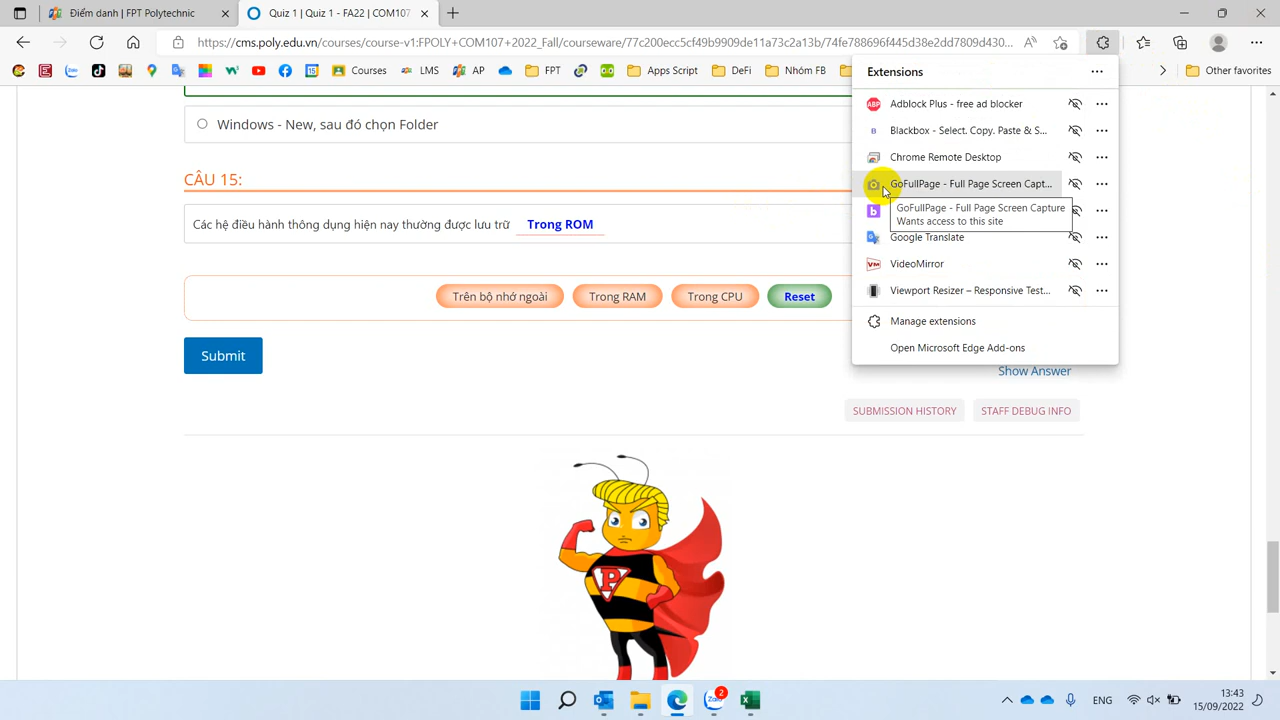 Điểm danh | FPT Polytechnic
Quiz 1 | Quiz 1 - FA22 | COM107
https://cms.poly.edu.vn/courses/course-v1:FPOLY+COM107+2022_Fall/courseware/77c200ecc5cf49b9909de11a73c2a13b/74fe788696f445d38e2dd7809d430...
Courses
LMS
AP
FPT
Apps Script
DeFi
Nhóm FB
Other favorites
Extensions
Adblock Plus - free ad blocker
Blackbox - Select. Copy. Paste & S...
Chrome Remote Desktop
GoFullPage - Full Page Screen Capt...
GoFullPage - Full Page Screen Capture
Wants access to this site
Google Translate
VideoMirror
Viewport Resizer – Responsive Test...
Manage extensions
Open Microsoft Edge Add-ons
Windows - New, sau đó chọn Folder
CÂU 15:
Các hệ điều hành thông dụng hiện nay thường được lưu trữ Trong ROM
Trên bộ nhớ ngoài
Trong RAM
Trong CPU
Reset
Submit
Show Answer
SUBMISSION HISTORY
STAFF DEBUG INFO
P
2
ENG
13:43
15/09/2022